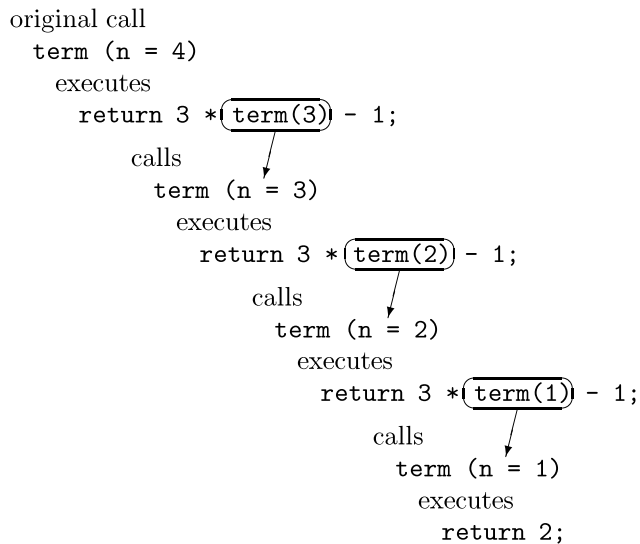 original call
term (n = 4)
executes
return 3 * term(3) - 1;
calls
term (n = 3)
executes
return 3 * term(2) - 1;
calls
term (n = 2)
executes
return 3 * term(1) - 1;
calls
term (n = 1)
executes
return 2;